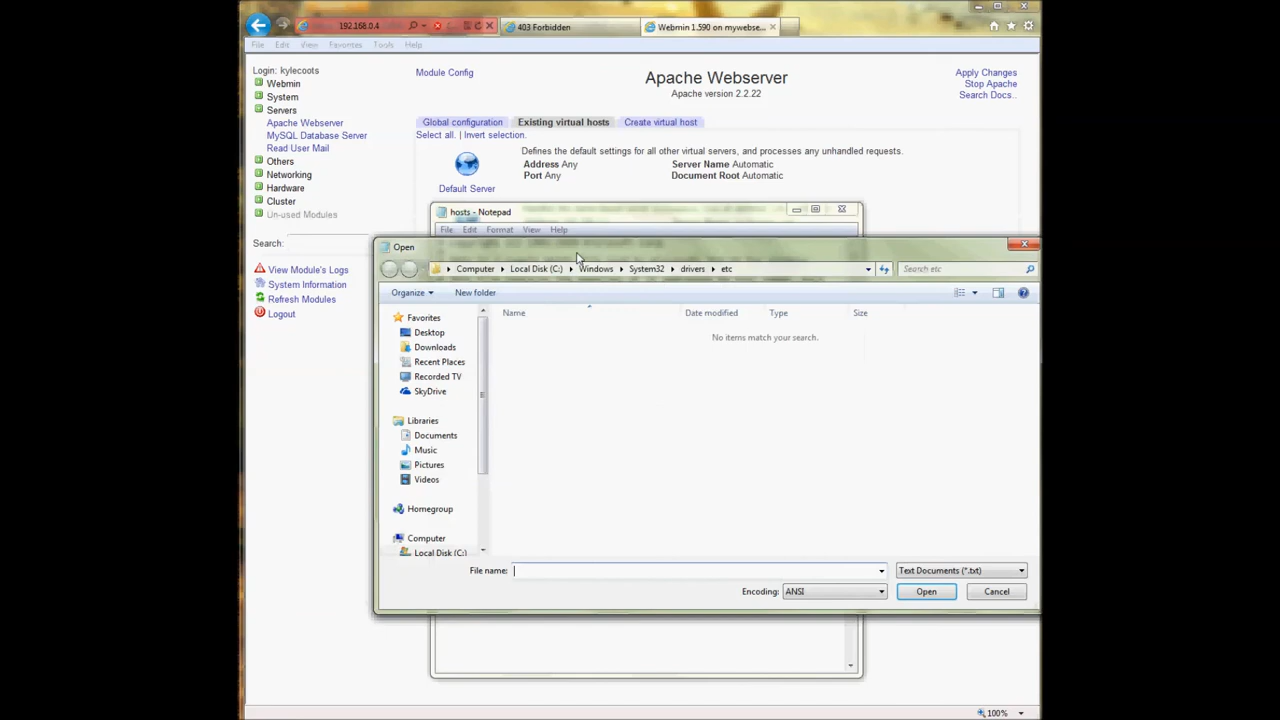 192.168.0.4
403 Forbidden
Webmin 1.590 on mywebse...
File Edit View Favorites Tools Help
Login: kylecoots
Webmin
System
Servers
Apache Webserver
MySQL Database Server
Read User Mail
Others
Networking
Hardware
Cluster
Un-used Modules
Search:
View Module's Logs
System Information
Refresh Modules
Logout
Module Config
Apache Webserver
Apache version 2.2.22
Apply Changes
Stop Apache
Search Docs..
Global configuration Existing virtual hosts Create virtual host
Select all. | Invert selection.
Default Server
Defines the default settings for all other virtual servers, and processes any unhandled requests.
Address Any Server Name Automatic
Port Any Document Root Automatic
hosts - Notepad
File Edit Format View Help
Open
Computer Local Disk (C:) Windows System32 drivers etc
Search etc
Organize New folder
Name Date modified Type Size
No items match your search.
Favorites
Desktop
Downloads
Recent Places
Recorded TV
SkyDrive
Libraries
Documents
Music
Pictures
Videos
Homegroup
Computer
Local Disk (C:)
File name: Text Documents (*.txt)
Encoding: ANSI Open Cancel
100%